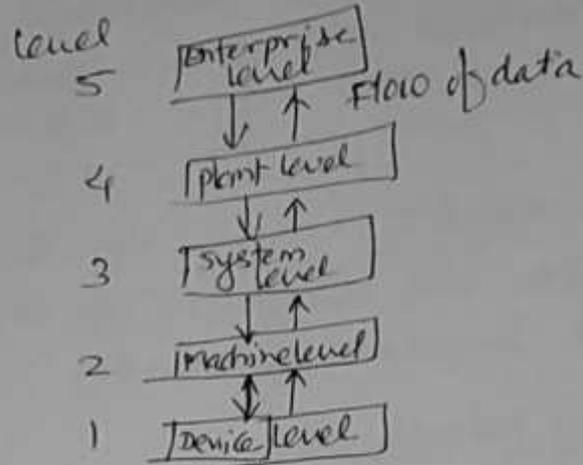 level
5
Enterprise
level
Flow of data
4
plant level
3
system
level
2
Machine level
1
Device level